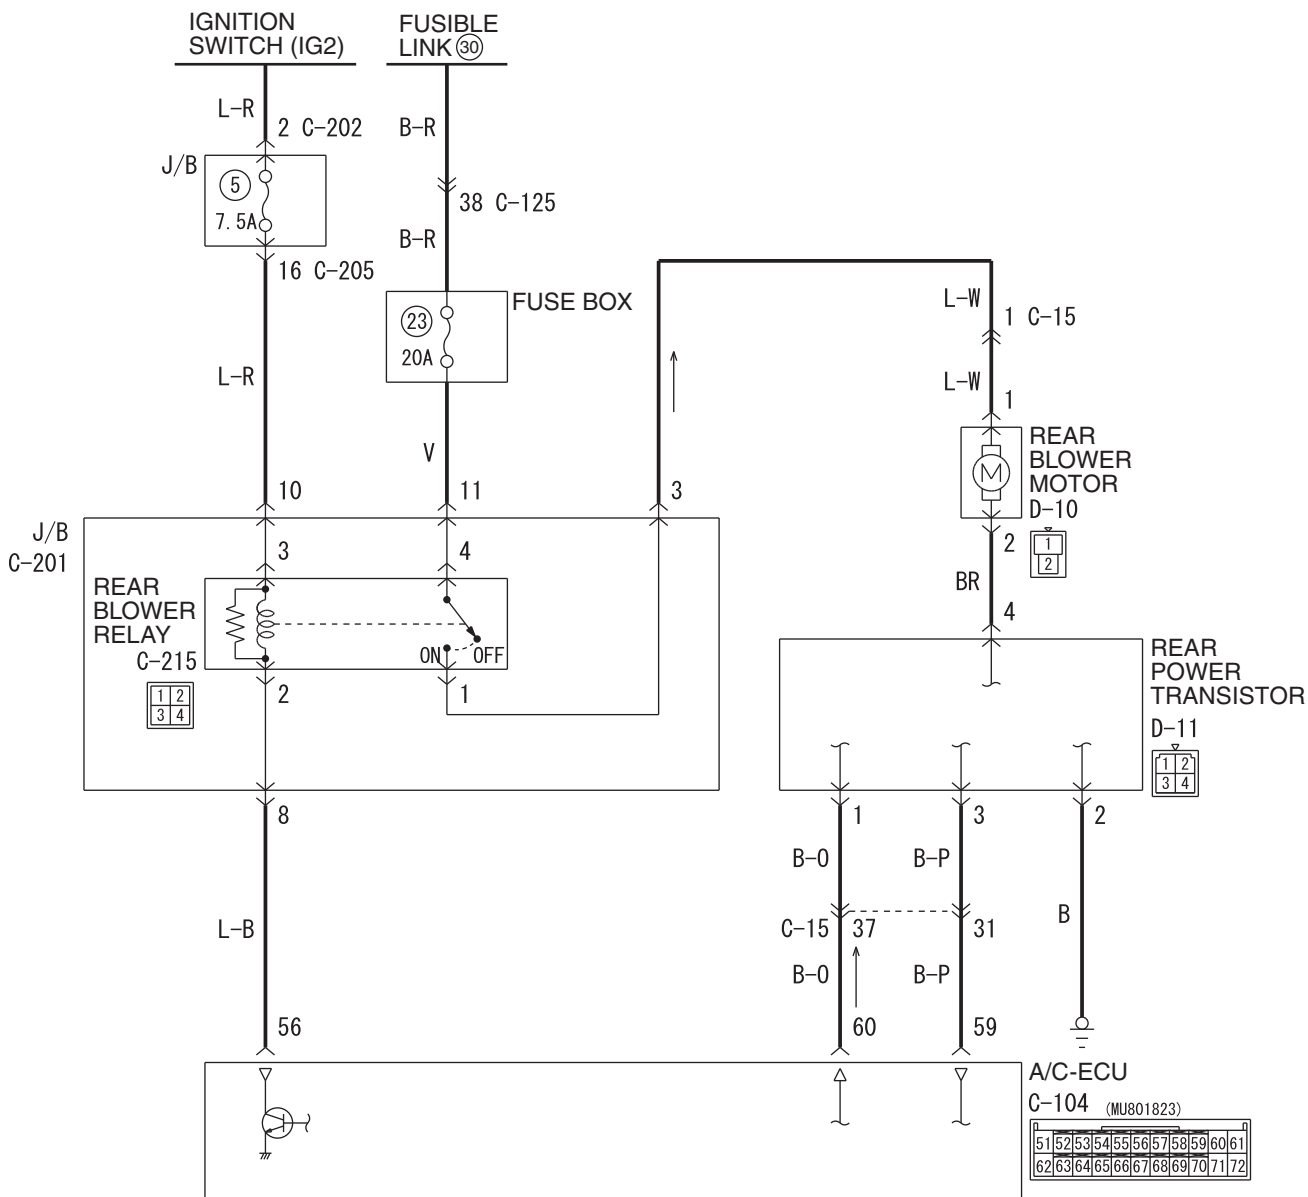 IGNITION
SWITCH (IG2)
FUSIBLE
LINK 30
L-R
2 C-202
B-R
J/B
5
7.5A
38 C-125
B-R
16 C-205
FUSE BOX
23
20A
L-W
1 C-15
L-R
L-W
1
V
REAR
BLOWER
MOTOR
D-10
M
10
11
3
J/B
C-201
2
1
2
3
4
BR
REAR
BLOWER
RELAY
C-215
ON
OFF
4
1 2
3 4
2
1
REAR
POWER
TRANSISTOR
D-11
1 2
3 4
8
1
3
2
B-O
B-P
L-B
C-15
37
31
B
B-O
B-P
56
60
59
A/C-ECU
C-104 (MU801823)
51 52 53 54 55 56 57 58 59 60 61
62 63 64 65 66 67 68 69 70 71 72